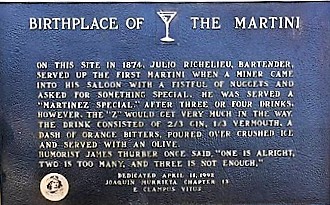 BIRTHPLACE OF THE MARTINI
ON THIS SITE IN 1874, JULIO RICHELIEU, BARTENDER,
SERVED UP THE FIRST MARTINI WHEN A MINER CAME
INTO HIS SALOON WITH A FISTFUL OF NUGGETS AND
ASKED FOR SOMETHING SPECIAL. HE WAS SERVED A
"MARTINEZ SPECIAL." AFTER THREE OR FOUR DRINKS,
HOWEVER, THE "Z" WOULD GET VERY MUCH IN THE WAY.
THE DRINK CONSISTED OF 2/3 GIN, 1/3 VERMOUTH, A
DASH OF ORANGE BITTERS, POURED OVER CRUSHED ICE
AND SERVED WITH AN OLIVE.
HUMORIST JAMES THURBER ONCE SAID, "ONE IS ALRIGHT,
TWO IS TOO MANY, AND THREE IS NOT ENOUGH."
DEDICATED APRIL 11, 1992
JOAQUIN MURRIETA CHAPTER 13
E CLAMPUS VITUS